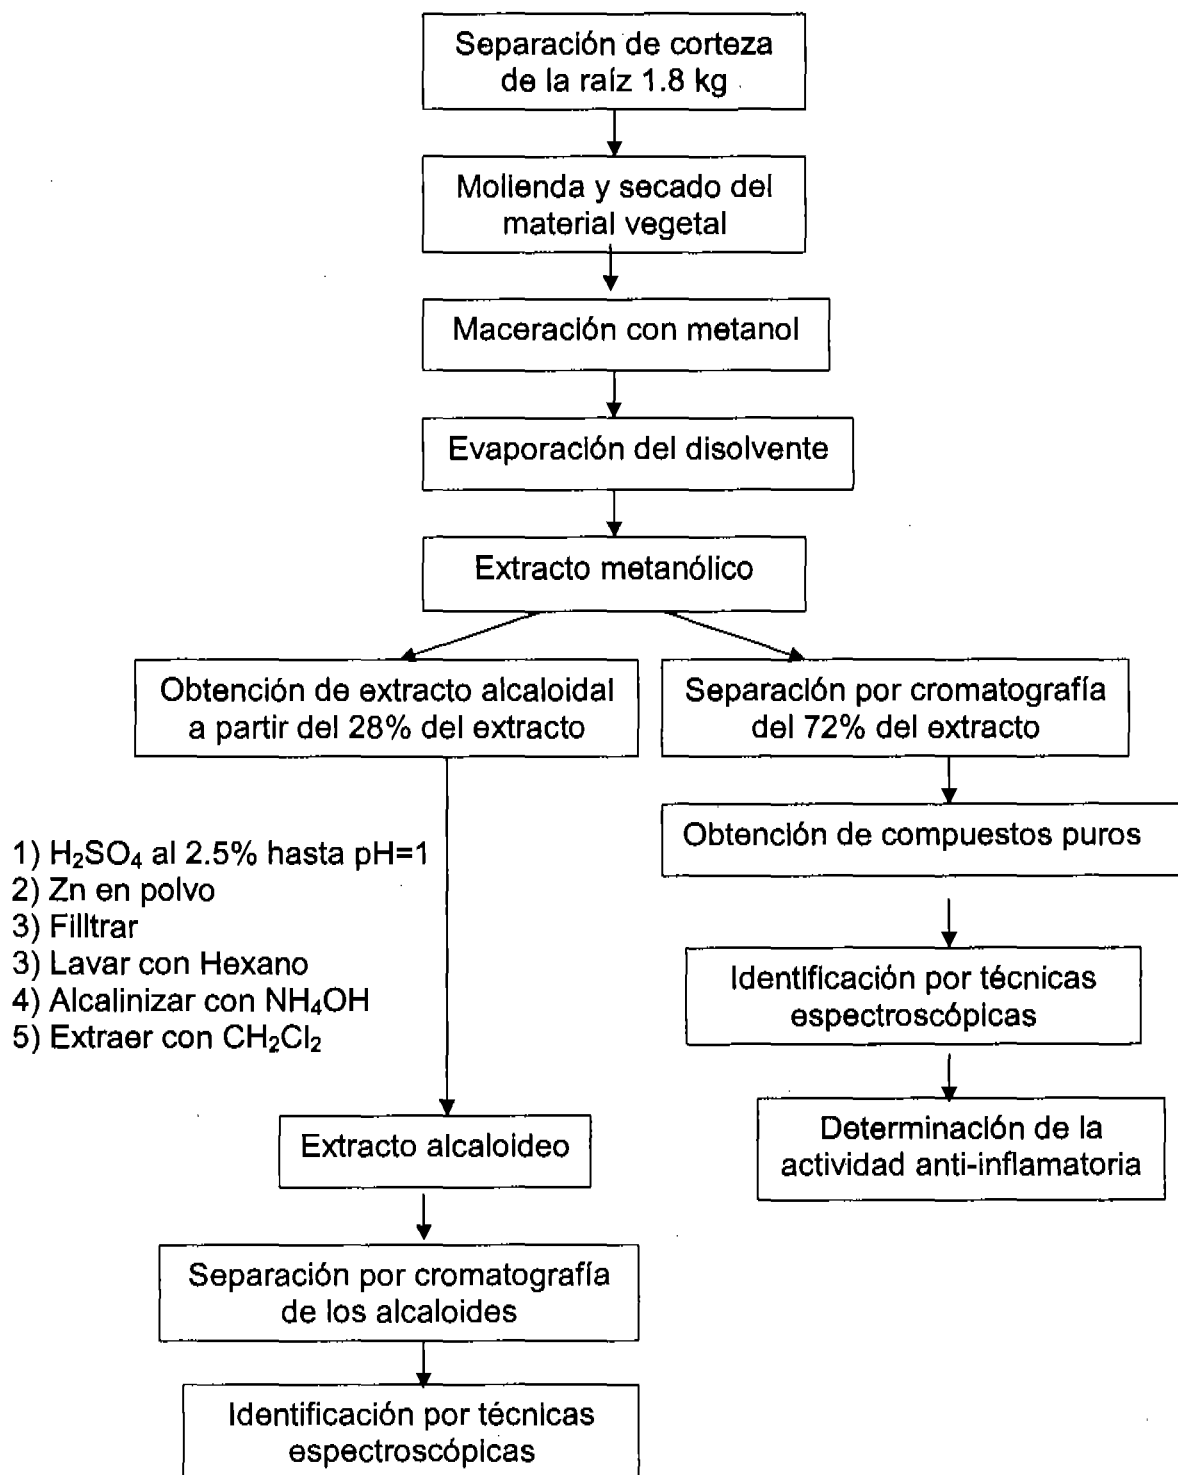 Separación de corteza
de la raíz 1.8 kg
Molienda y secado del
material vegetal
Maceración con metanol
Evaporación del disolvente
Extracto metanólico
Obtención de extracto alcaloidal
a partir del 28% del extracto
Separación por cromatografía
del 72% del extracto
Obtención de compuestos puros
1) H₂SO₄ al 2.5% hasta pH=1
2) Zn en polvo
3) Filltrar
3) Lavar con Hexano
4) Alcalinizar con NH₄OH
5) Extraer con CH₂Cl₂
Identificación por técnicas
espectroscópicas
Determinación de la
actividad anti-inflamatoria
Extracto alcaloideo
Separación por cromatografía
de los alcaloides
Identificación por técnicas
espectroscópicas